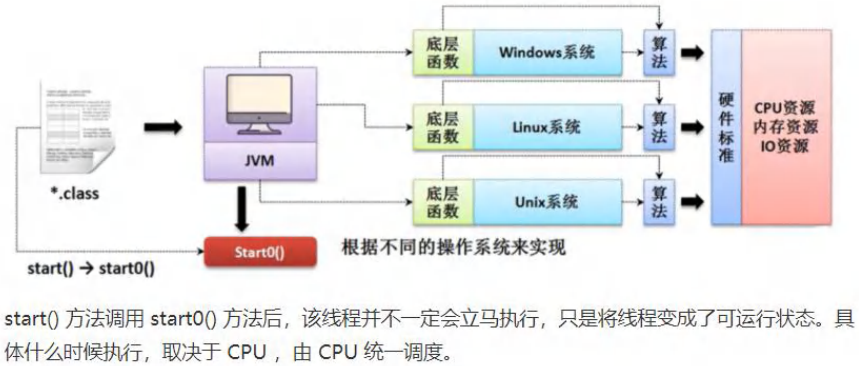 底层函数
Windows系统
算法
底层函数
Linux系统
算法
底层函数
Unix系统
算法
硬件标准
CPU资源
内存资源
IO资源
JVM
*.class
Start0()
根据不同的操作系统来实现
start() → start0()
start() 方法调用 start0() 方法后，该线程并不一定会立马执行，只是将线程变成了可运行状态。具
体什么时候执行，取决于 CPU ，由 CPU 统一调度。